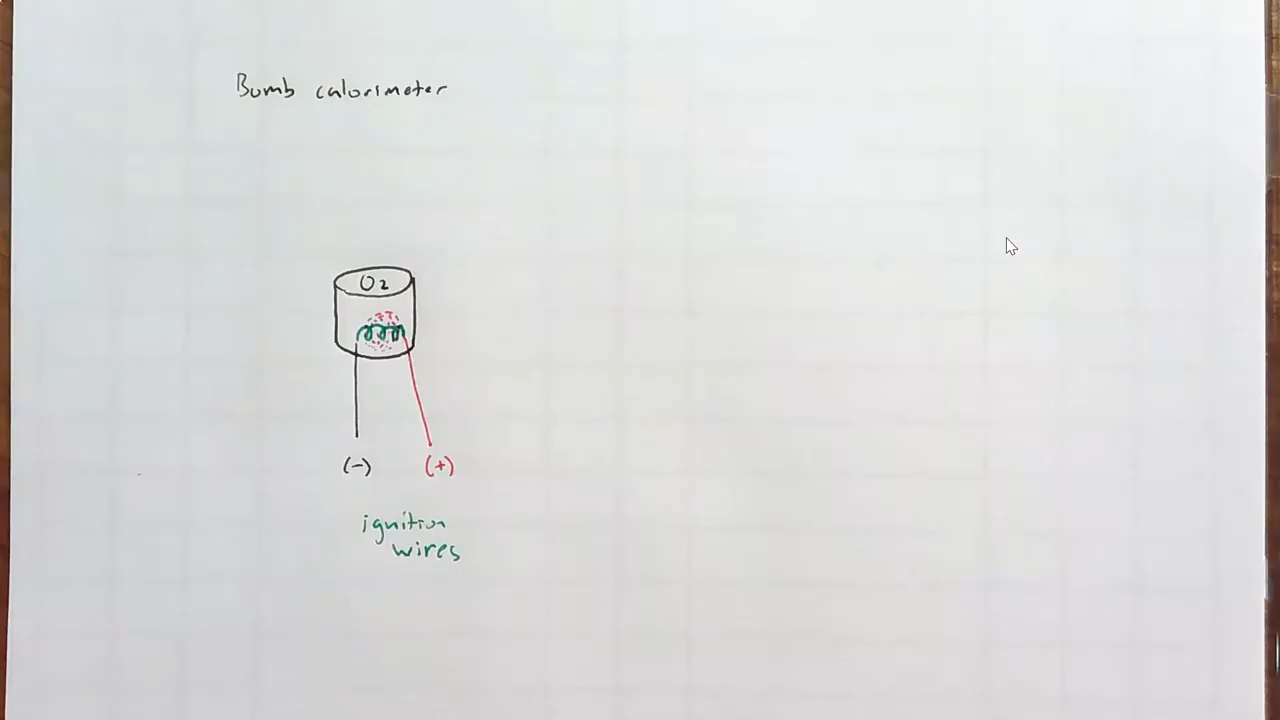 Bomb calorimeter
O2
(-) (+)
ignition
wires